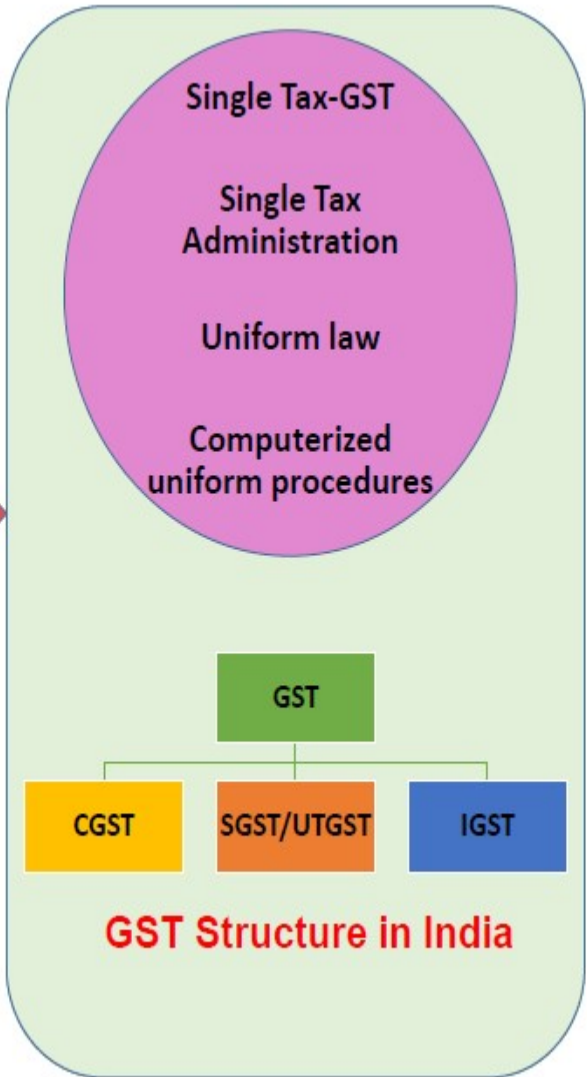 Single Tax-GST
Single Tax
Administration
Uniform law
Computerized
uniform procedures
GST
CGST
SGST/UTGST
IGST
GST Structure in India